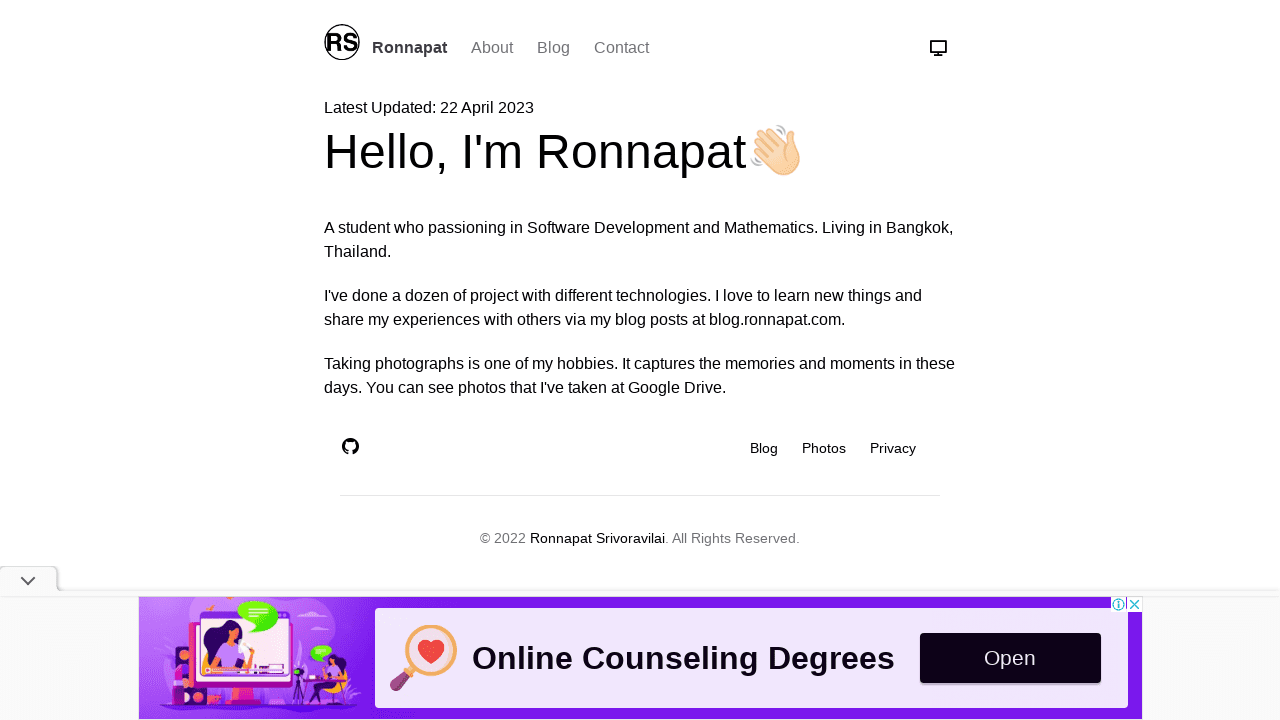 RS Ronnapat About Blog Contact
Latest Updated: 22 April 2023
Hello, I'm Ronnapat👋🏻
A student who passioning in Software Development and Mathematics. Living in Bangkok,
Thailand.
I've done a dozen of project with different technologies. I love to learn new things and
share my experiences with others via my blog posts at blog.ronnapat.com.
Taking photographs is one of my hobbies. It captures the memories and moments in these
days. You can see photos that I've taken at Google Drive.
Blog Photos Privacy
© 2022 Ronnapat Srivoravilai. All Rights Reserved.
Online Counseling Degrees
Open